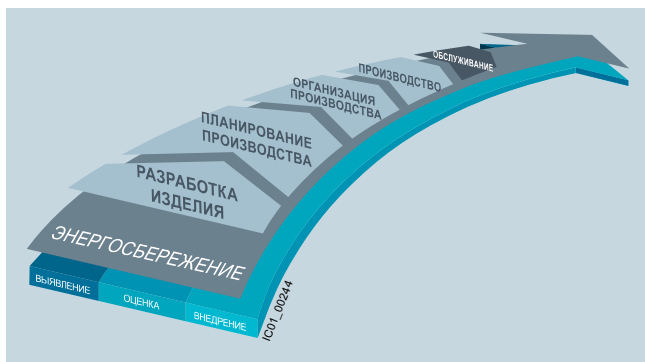 ОБСЛУЖИВАНИЕ
ПРОИЗВОДСТВО
ОРГАНИЗАЦИЯ
ПРОИЗВОДСТВА
ПЛАНИРОВАНИЕ
ПРОИЗВОДСТВА
РАЗРАБОТКА
ИЗДЕЛИЯ
ЭНЕРГОСБЕРЕЖЕНИЕ
ВЫЯВЛЕНИЕ
ОЦЕНКА
ВНЕДРЕНИЕ
IC01_00244